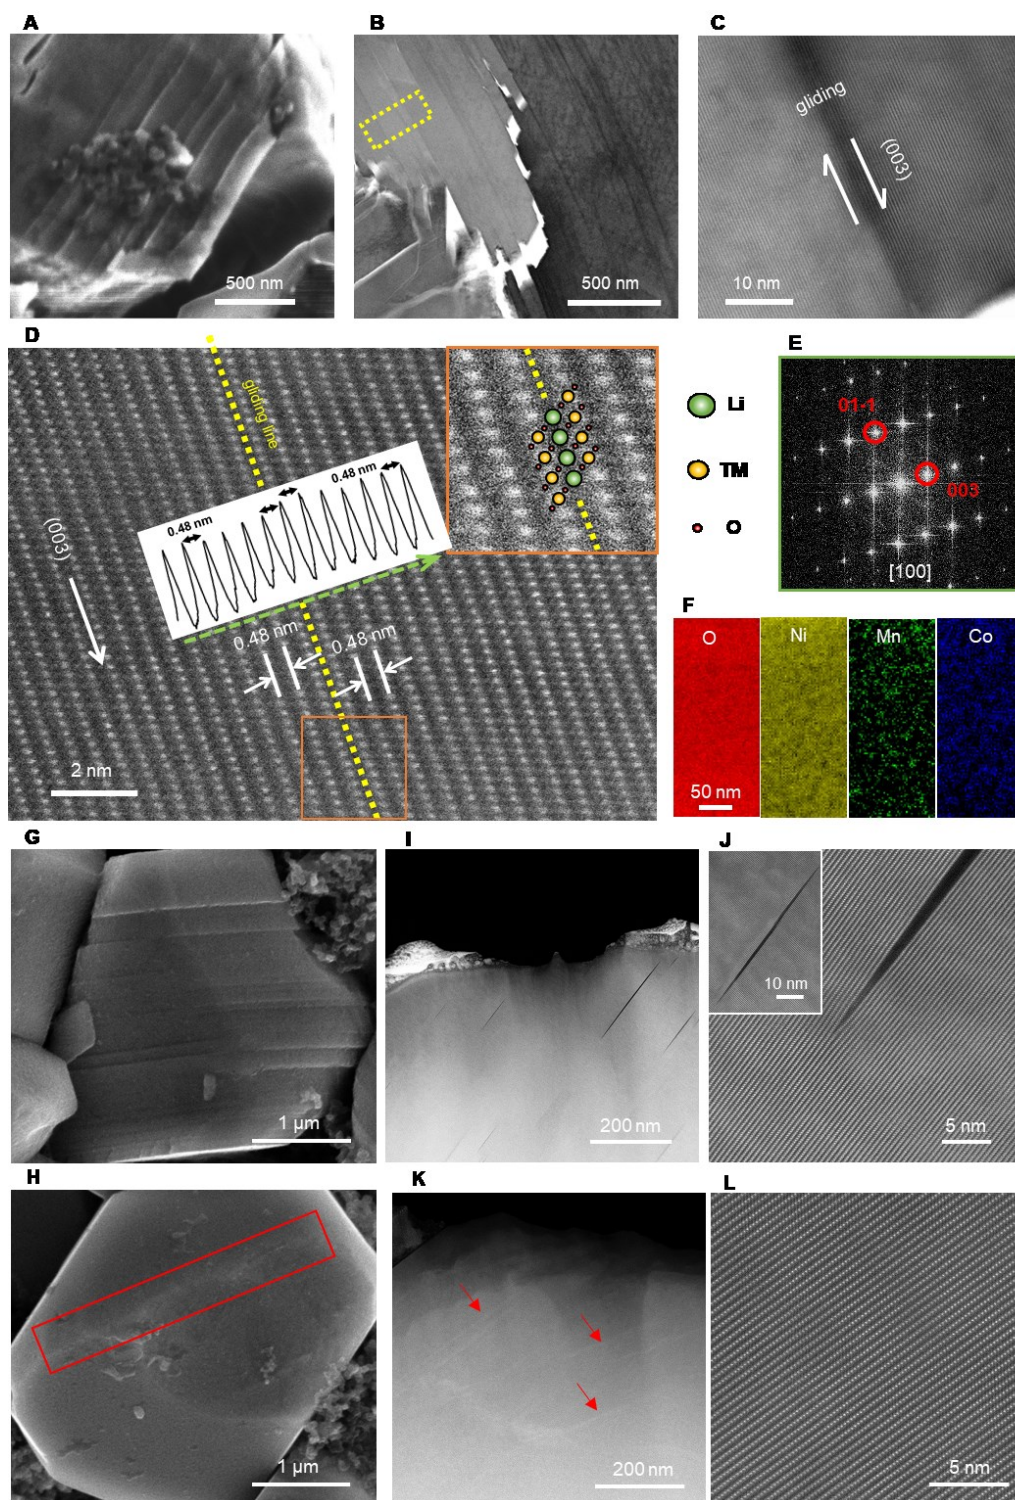 A
B
C
500 nm
500 nm
gliding
(003)
10 nm
D
gliding line
0.48 nm
0.48 nm
(003)
0.48 nm
0.48 nm
2 nm
Li
TM
O
E
01-1
003
[100]
F
O
Ni
Mn
Co
50 nm
G
I
J
1 µm
200 nm
10 nm
5 nm
H
K
L
1 µm
200 nm
5 nm